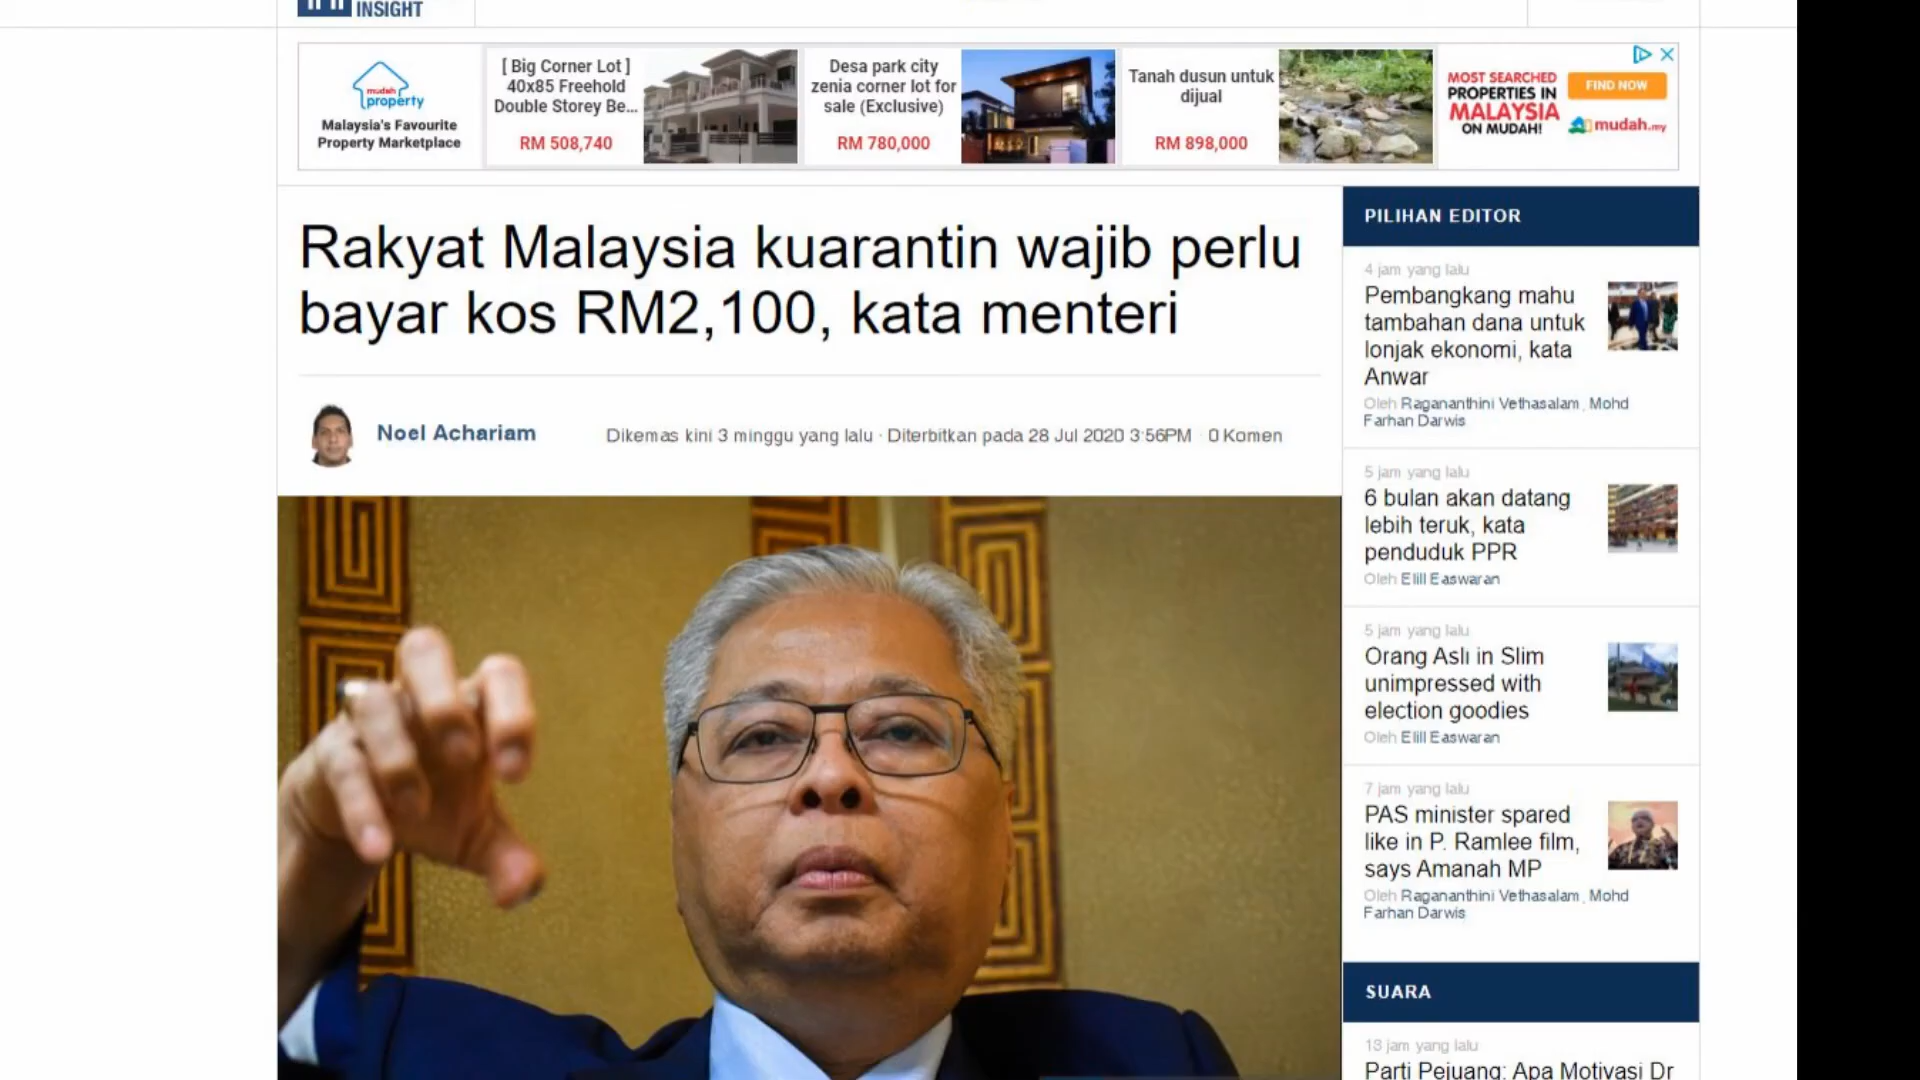 INSIGHT
mudah
property
Malaysia's Favourite
Property Marketplace
[ Big Corner Lot ]
40x85 Freehold
Double Storey Be...
RM 508,740
Desa park city
zenia corner lot for
sale (Exclusive)
RM 780,000
Tanah dusun untuk
dijual
RM 898,000
MOST SEARCHED
PROPERTIES IN
MALAYSIA
ON MUDAH!
FIND NOW
mudah.my
Rakyat Malaysia kuarantin wajib perlu
bayar kos RM2,100, kata menteri
Noel Achariam
Dikemas kini 3 minggu yang lalu · Diterbitkan pada 28 Jul 2020 3:56PM · 0 Komen
PILIHAN EDITOR
4 jam yang lalu
Pembangkang mahu
tambahan dana untuk
lonjak ekonomi, kata
Anwar
Oleh Ragananthini Vethasalam, Mohd
Farhan Darwis
5 jam yang lalu
6 bulan akan datang
lebih teruk, kata
penduduk PPR
Oleh Elill Easwaran
5 jam yang lalu
Orang Asli in Slim
unimpressed with
election goodies
Oleh Elill Easwaran
7 jam yang lalu
PAS minister spared
like in P. Ramlee film,
says Amanah MP
Oleh Ragananthini Vethasalam, Mohd
Farhan Darwis
SUARA
13 jam yang lalu
Parti Pejuang: Apa Motivasi Dr